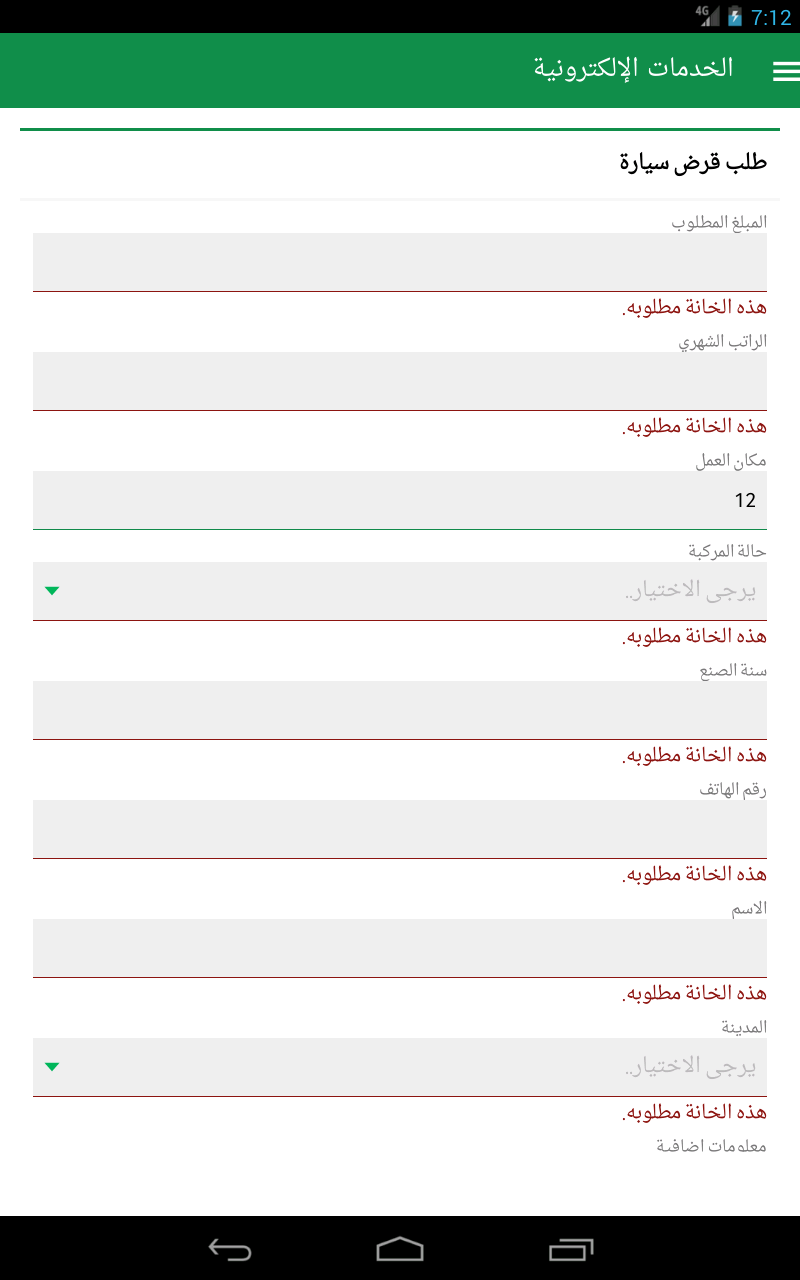 4G 7:12
الخدمات الإلكترونية
طلب قرض سيارة
المبلغ المطلوب
هذه الخانة مطلوبه.
الراتب الشهري
هذه الخانة مطلوبه.
مكان العمل
12
حالة المركبة
يرجى الاختيار..
هذه الخانة مطلوبه.
سنة الصنع
هذه الخانة مطلوبه.
رقم الهاتف
هذه الخانة مطلوبه.
الاسم
هذه الخانة مطلوبه.
المدينة
يرجى الاختيار..
هذه الخانة مطلوبه.
معلومات اضافية